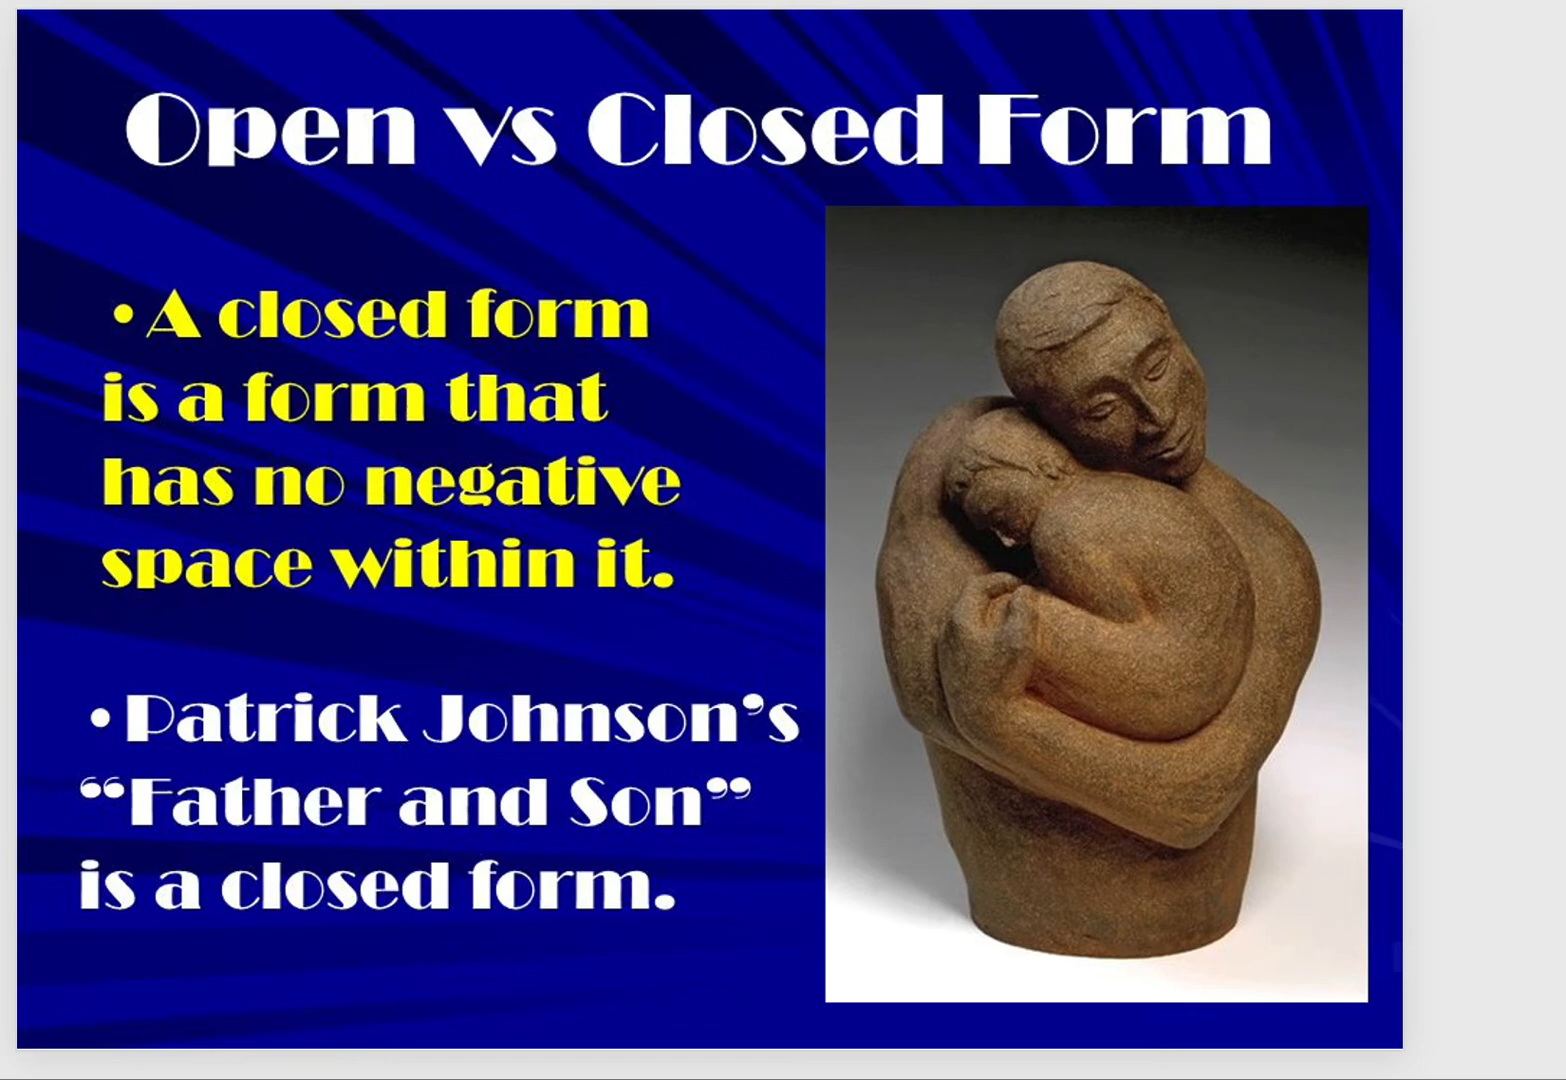 Open vs Closed Form
• A closed form
is a form that
has no negative
space within it.
• Patrick Johnson’s
“Father and Son”
is a closed form.